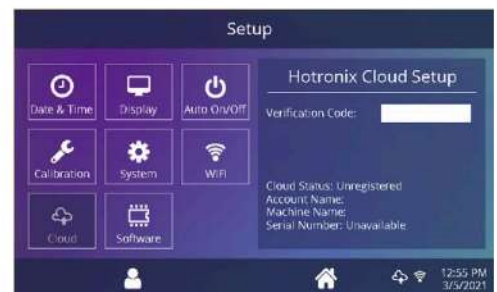 Setup
Date & Time
Display
Auto On/Off
Calibration
System
WiFi
Cloud
Software
Hotronix Cloud Setup
Verification Code:
Cloud Status: Unregistered
Account Name:
Machine Name:
Serial Number: Unavailable
12:55 PM
3/5/2021